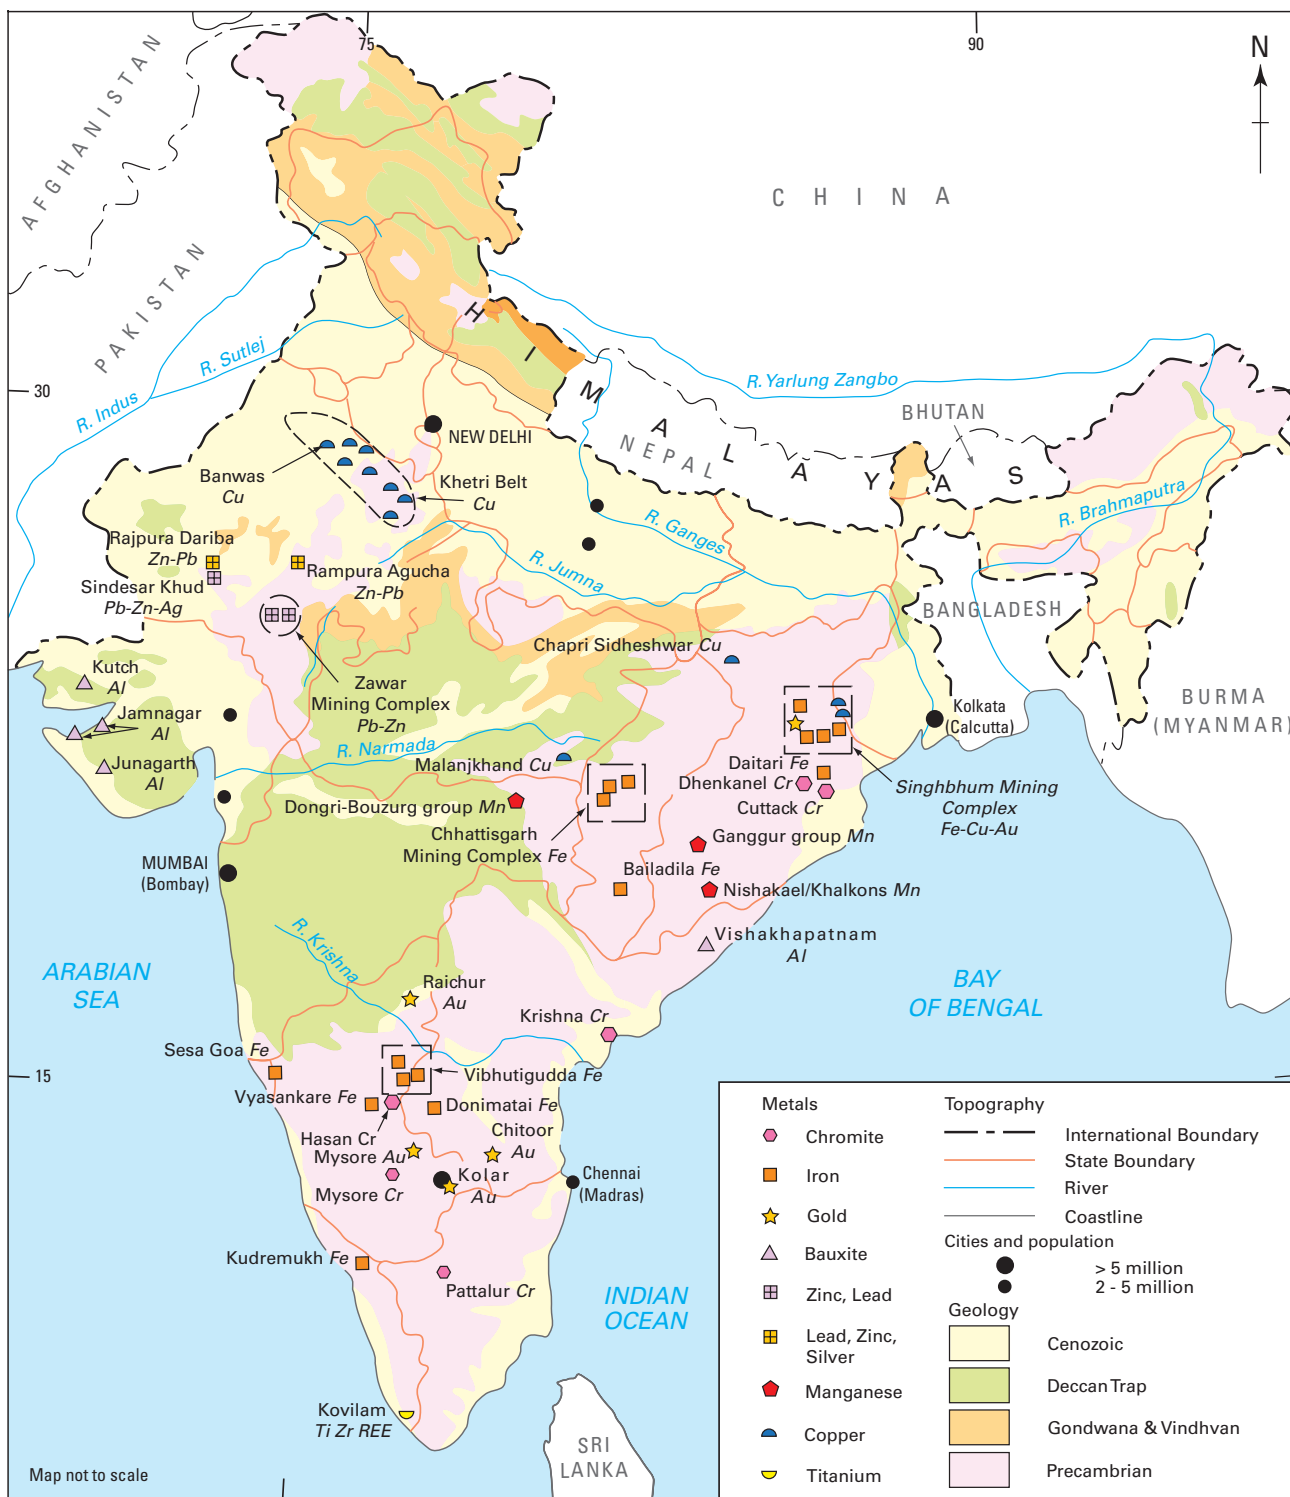 75
90
N
AFGHANISTAN
PAKISTAN
CHINA
HIMALAYAS
R. Sutlej
R. Indus
30
R. Yarlung Zangbo
BHUTAN
NEPAL
NEW DELHI
Banwas
Cu
Khetri Belt
Cu
R. Ganges
R. Brahmaputra
Rajpura Dariba
Zn-Pb
Sindesar Khud
Pb-Zn-Ag
Rampura Agucha
Zn-Pb
R. Jumna
BANGLADESH
Chapri Sidheshwar Cu
Kutch
Al
Zawar
Mining Complex
Pb-Zn
Jamnagar
Al
BURMA
(MYANMAR)
Kolkata
(Calcutta)
R. Narmada
Junagarth
Al
Malanjkhand Cu
Daitari Fe
Dhenkanel Cr
Cuttack Cr
Singhbhum Mining
Complex
Fe-Cu-Au
Dongri-Bouzurg group Mn
Chhattisgarh
Mining Complex Fe
Ganggur group Mn
MUMBAI
(Bombay)
Bailadila Fe
Nishakael/Khalkons Mn
R. Krishna
Vishakhapatnam
Al
ARABIAN
SEA
BAY
OF BENGAL
Raichur
Au
Krishna Cr
Sesa Goa Fe
15
Vibhutigudda Fe
Vyasankare Fe
Donimatai Fe
Hasan Cr
Mysore Au
Chitoor
Au
Mysore Cr
Kolar
Au
Chennai
(Madras)
Kudremukh Fe
Pattalur Cr
INDIAN
OCEAN
Kovilam
Ti Zr REE
SRI
LANKA
Map not to scale
Metals
Chromite
Iron
Gold
Bauxite
Zinc, Lead
Lead, Zinc,
Silver
Manganese
Copper
Titanium
Topography
International Boundary
State Boundary
River
Coastline
Cities and population
> 5 million
2 - 5 million
Geology
Cenozoic
Deccan Trap
Gondwana & Vindhvan
Precambrian